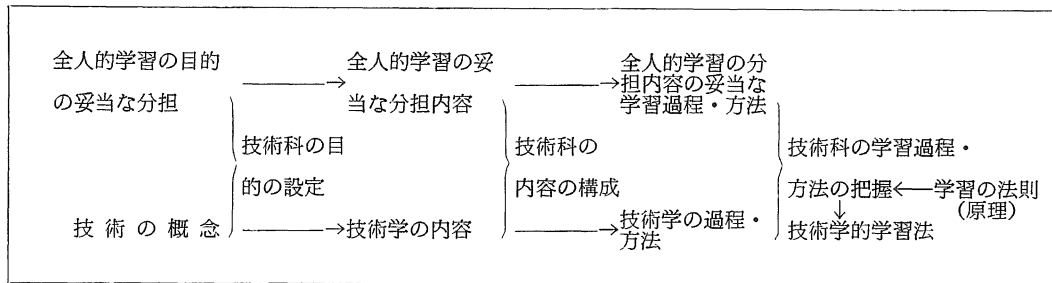 全人的学習の目的
の妥当な分担
――→
全人的学習の妥
当な分担内容
――→
全人的学習の分
担内容の妥当な
学習過程・方法
技術科の目
的の設定
技術科の
内容の構成
技術科の学習過程・
方法の把握←―学習の法則
(原理)
↓
技術学的学習法
技術の概念
――→技術学の内容
――→技術学の過程・
方法